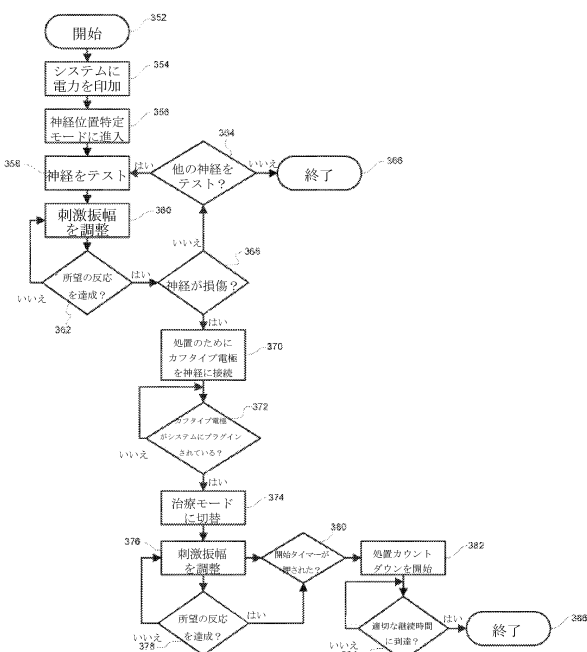 開始
352
システムに
電力を印加
354
神経位置特定
モードに進入
356
358
神経をテスト
はい
他の神経を
テスト？
364
いいえ
終了
366
刺激振幅
を調整
360
いいえ
所望の反応
を達成？
はい
いいえ
362
神経が損傷？
368
はい
処置のために
カフタイプ電極
を神経に接続
370
カフタイプ電極
がシステムにプラグイン
されている？
372
いいえ
はい
治療モード
に切替
374
376
刺激振幅
を調整
開始タイマーが
押された？
380
処置カウント
ダウンを開始
382
所望の反応
を達成？
はい
いいえ
378
適切な継続時間
に到達？
はい
いいえ
終了